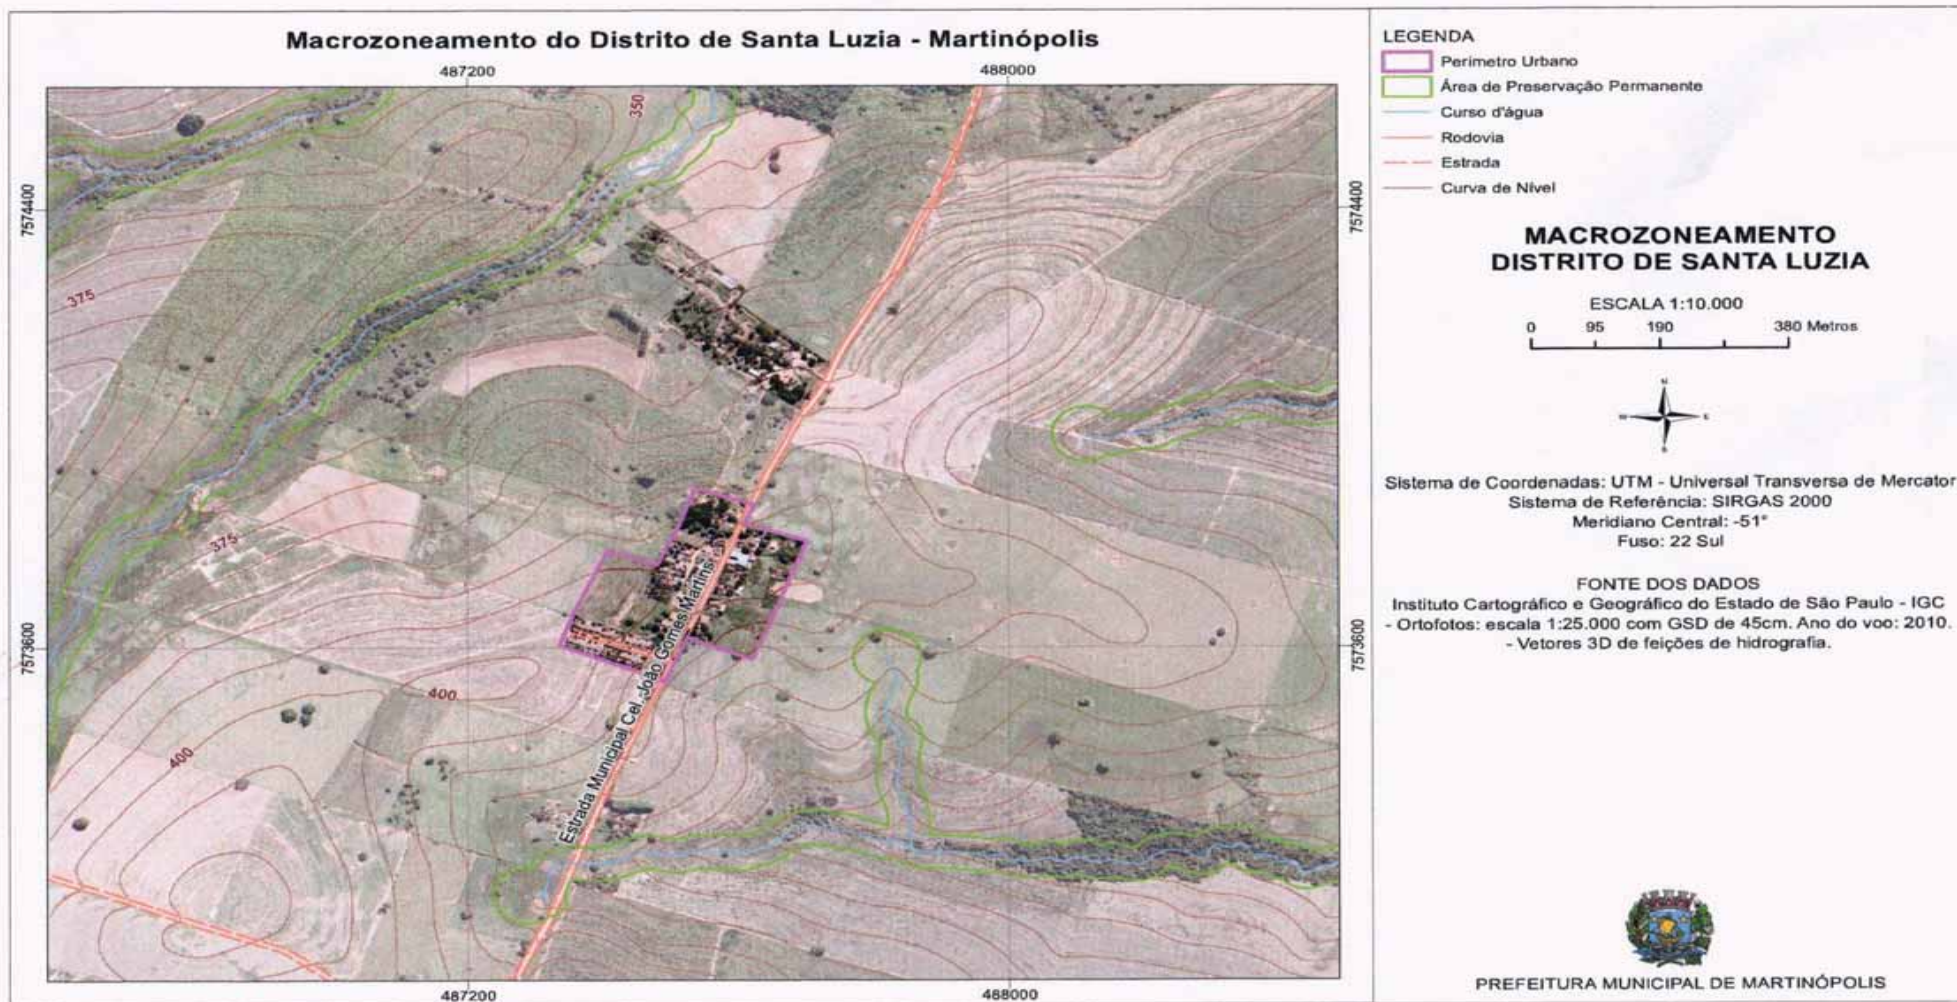 Macrozoneamento do Distrito de Santa Luzia - Martinópolis
487200
488000
350
7574400
7574400
375
375
400
400
Estrada Municipal Cel. João Gomes Martins
7573600
7573600
487200
488000
LEGENDA
Perimetro Urbano
Área de Preservação Permanente
Curso d'água
Rodovia
Estrada
Curva de Nível
MACROZONEAMENTO
DISTRITO DE SANTA LUZIA
ESCALA 1:10.000
0 95 190 380 Metros
N
W E
S
Sistema de Coordenadas: UTM - Universal Transversa de Mercator
Sistema de Referência: SIRGAS 2000
Meridiano Central: -51°
Fuso: 22 Sul
FONTE DOS DADOS
Instituto Cartográfico e Geográfico do Estado de São Paulo - IGC
- Ortofotos: escala 1:25.000 com GSD de 45cm. Ano do voo: 2010.
- Vetores 3D de feições de hidrografia.
PREFEITURA MUNICIPAL DE MARTINÓPOLIS